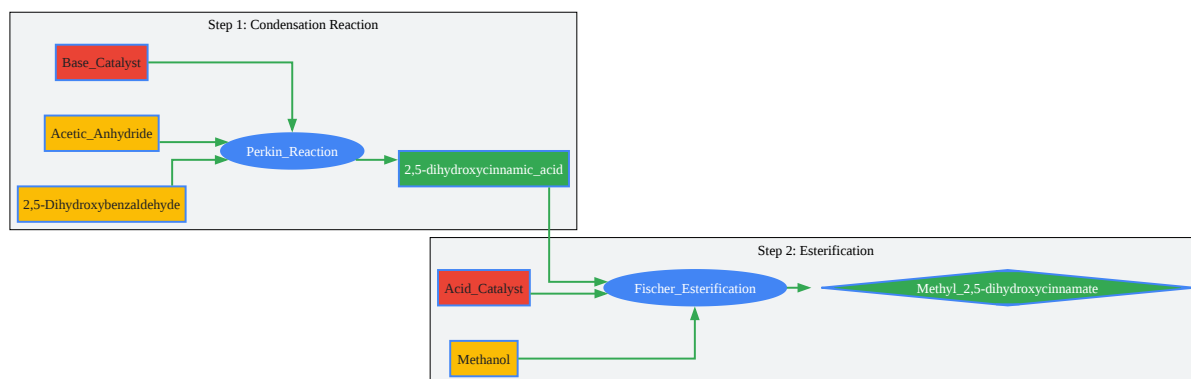 Step 1: Condensation Reaction
Base_Catalyst
Acetic_Anhydride
Perkin_Reaction
2,5-dihydroxycinnamic_acid
2,5-Dihydroxybenzaldehyde
Step 2: Esterification
Acid_Catalyst
Fischer_Esterification
Methyl_2,5-dihydroxycinnamate
Methanol